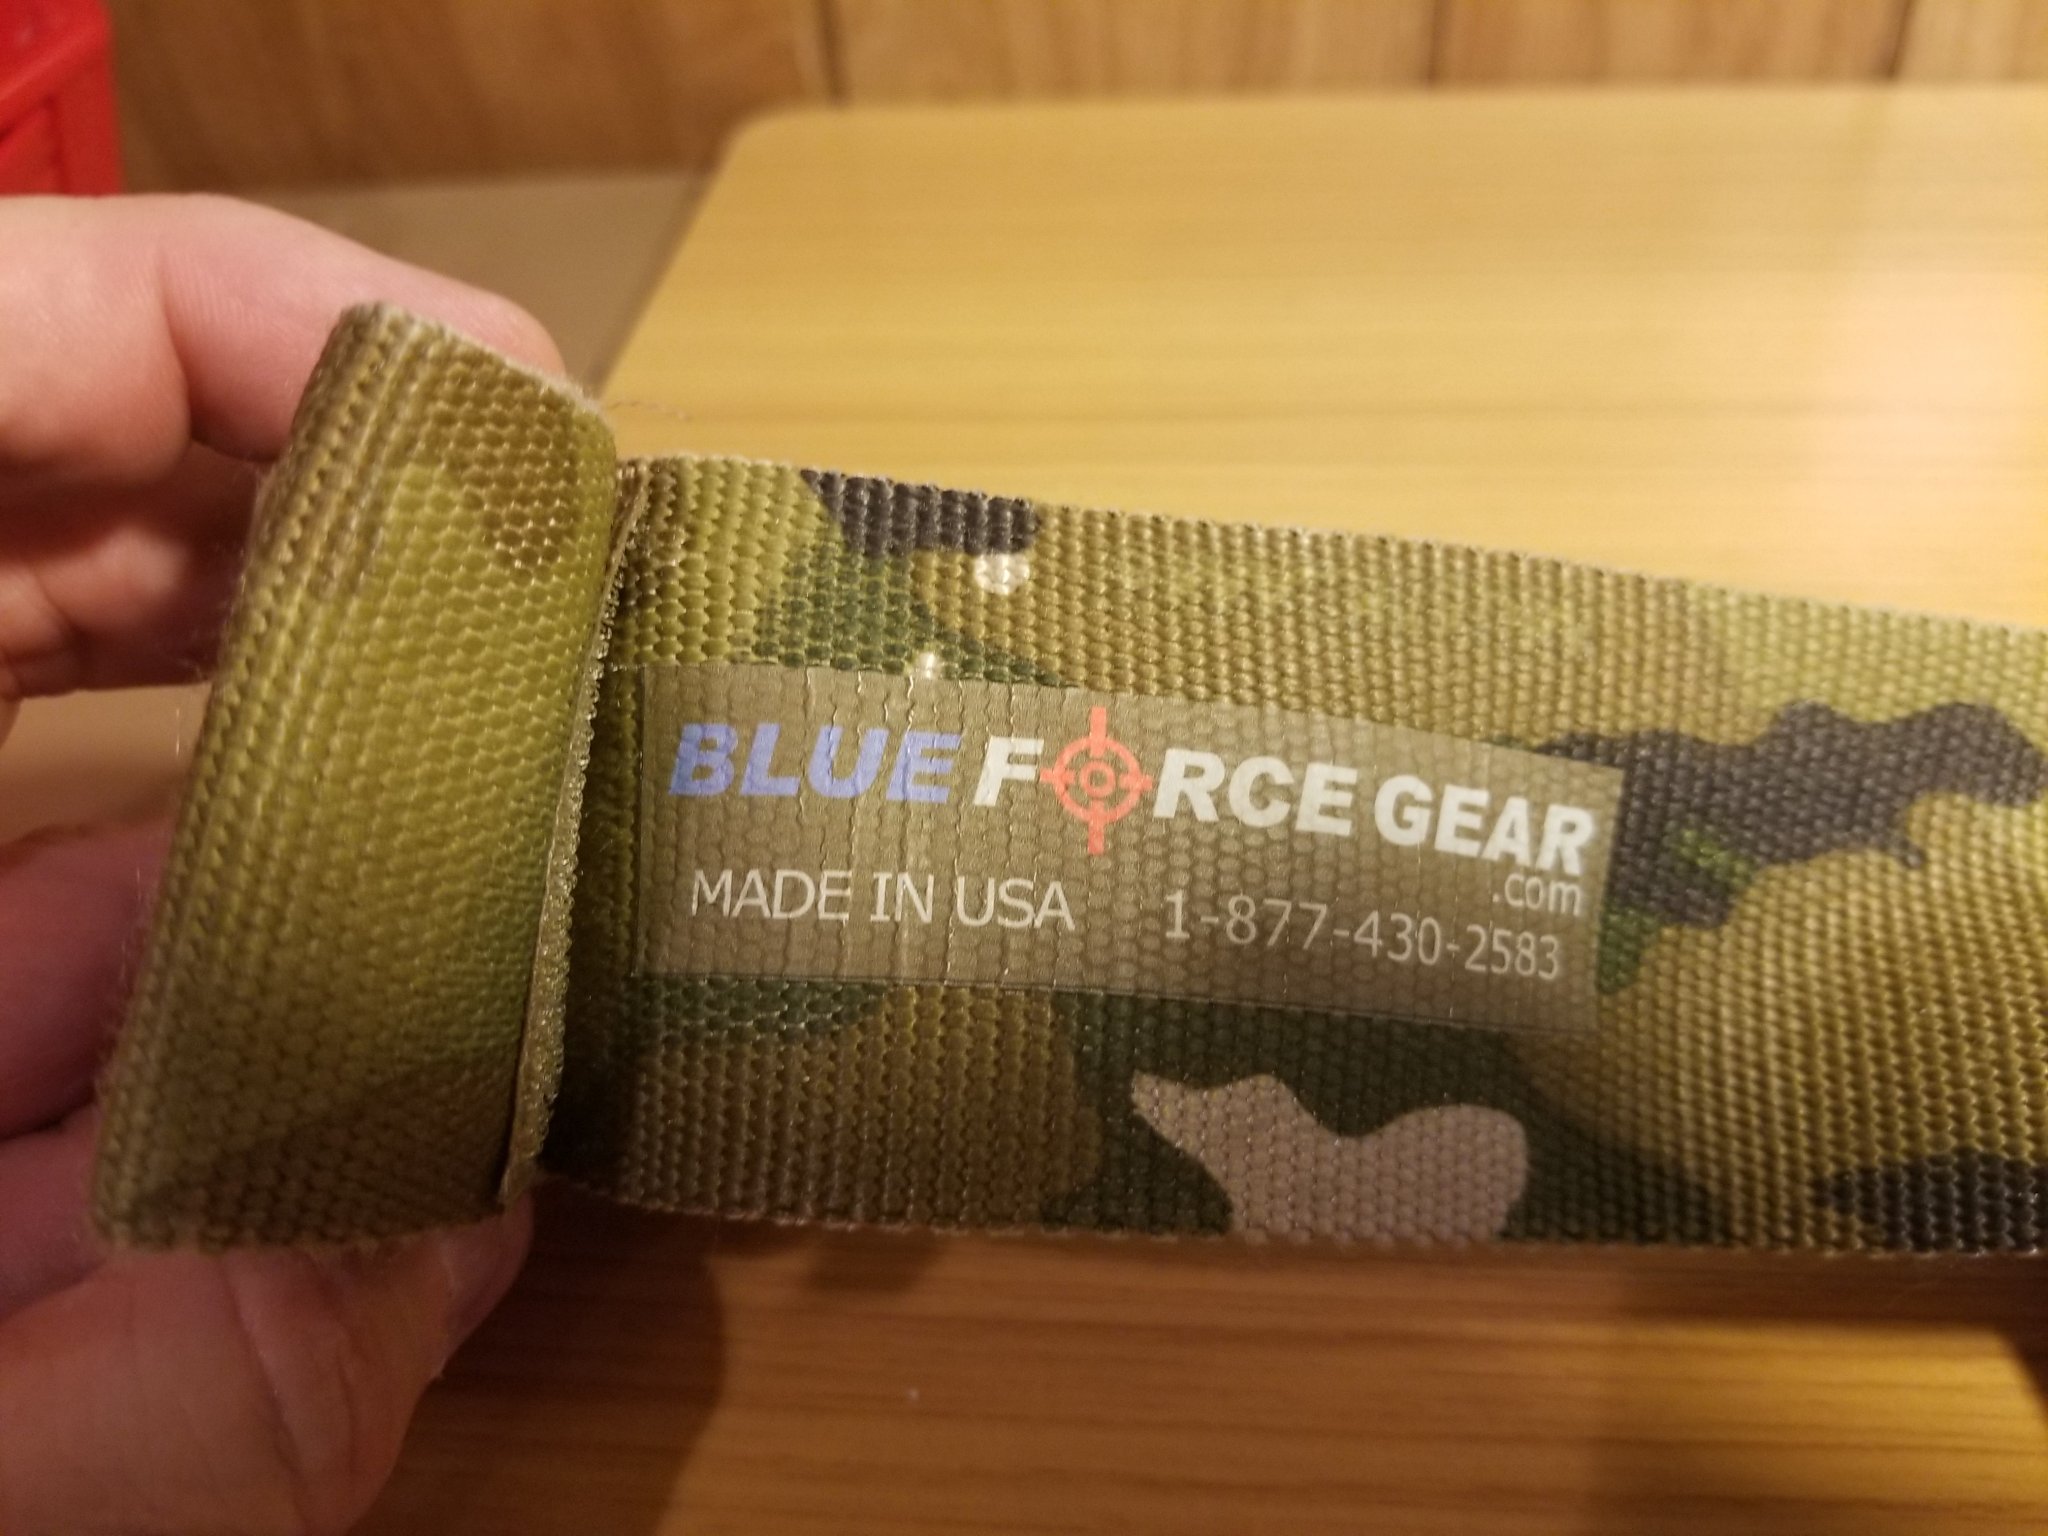 BLUE FORCE GEAR
.com
MADE IN USA 1-877-430-2583